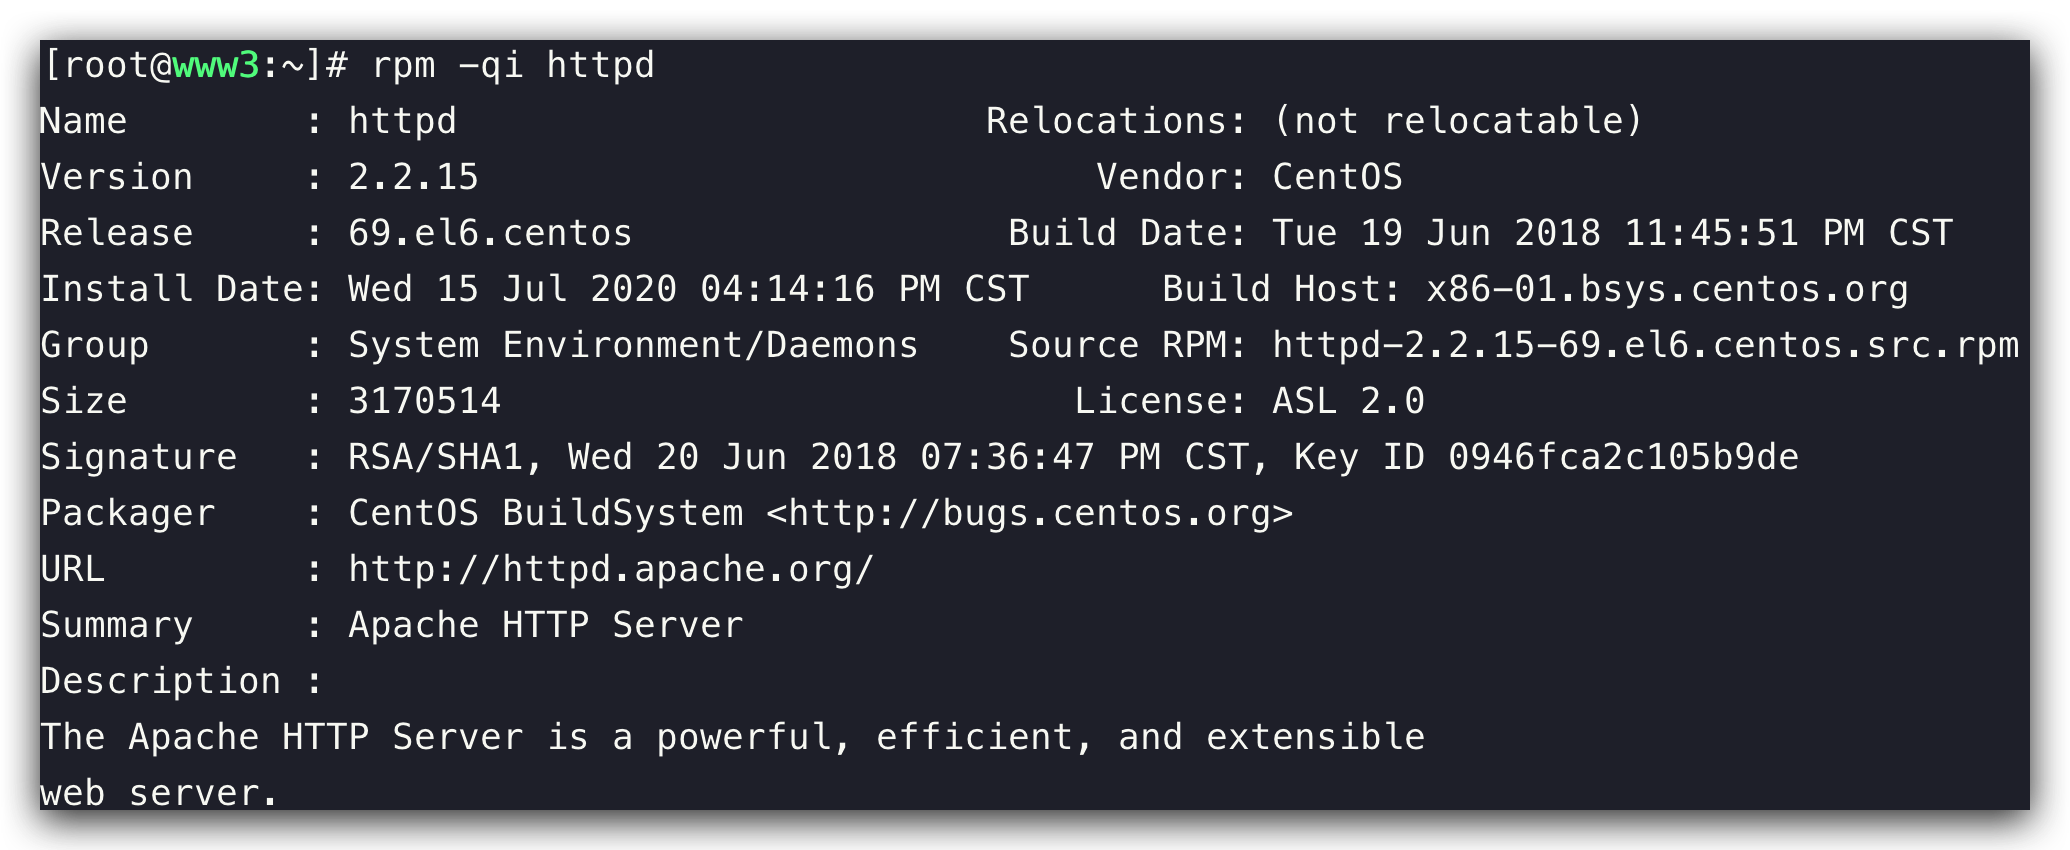 [root@www3:~]# rpm -qi httpd
Name        : httpd                        Relocations: (not relocatable)
Version     : 2.2.15                            Vendor: CentOS
Release     : 69.el6.centos                 Build Date: Tue 19 Jun 2018 11:45:51 PM CST
Install Date: Wed 15 Jul 2020 04:14:16 PM CST      Build Host: x86-01.bsys.centos.org
Group       : System Environment/Daemons    Source RPM: httpd-2.2.15-69.el6.centos.src.rpm
Size        : 3170514                          License: ASL 2.0
Signature   : RSA/SHA1, Wed 20 Jun 2018 07:36:47 PM CST, Key ID 0946fca2c105b9de
Packager    : CentOS BuildSystem <http://bugs.centos.org>
URL         : http://httpd.apache.org/
Summary     : Apache HTTP Server
Description :
The Apache HTTP Server is a powerful, efficient, and extensible
web server.